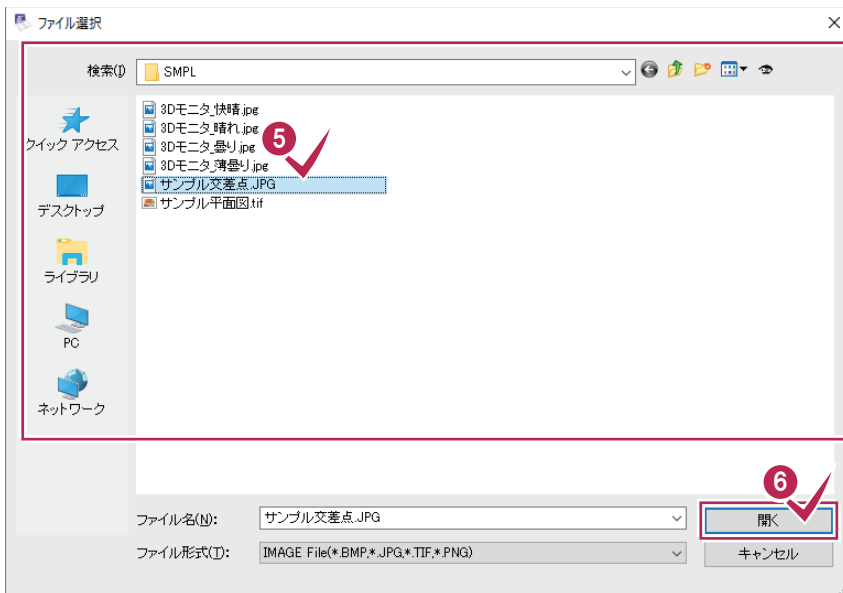 ファイル選択
検索(I)
SMPL
クイック アクセス
デスクトップ
ライブラリ
PC
ネットワーク
3Dモニタ_快晴.jpg
3Dモニタ_晴れ.jpg
3Dモニタ_曇り.jpg
3Dモニタ_薄曇り.jpg
サンプル交差点.JPG
サンプル平面図.tif
5
6
ファイル名(N):
サンプル交差点.JPG
開く
ファイル形式(T):
IMAGE File(*.BMP,*.JPG,*.TIF,*.PNG)
キャンセル